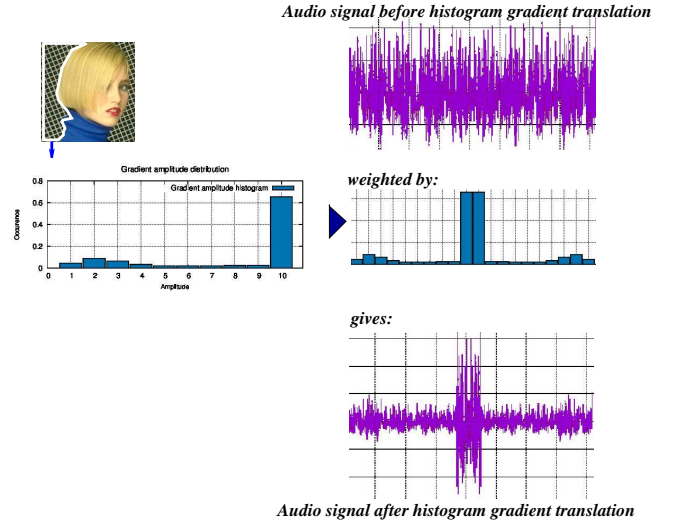 Audio signal before histogram gradient translation
Gradient amplitude distribution
Gradient amplitude histogram
0.8
0.6
0.4
0.2
0
Occurence
0 1 2 3 4 5 6 7 8 9 10
Amplitude
weighted by:
gives:
Audio signal after histogram gradient translation